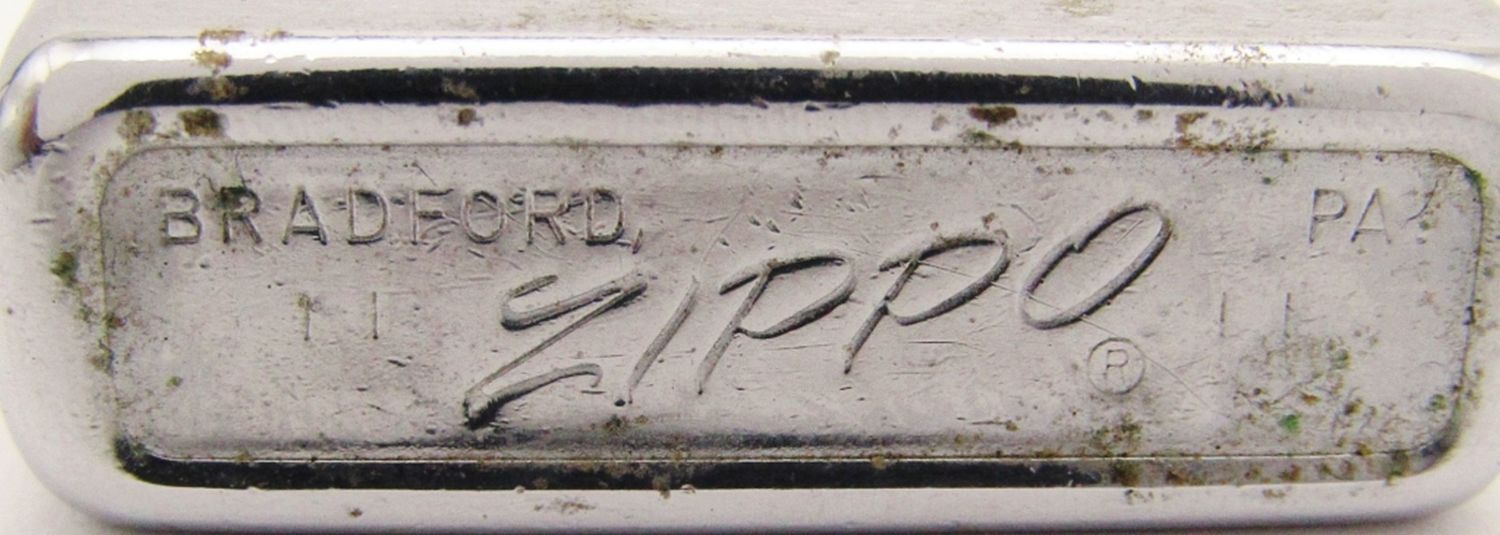 BRADFORD, PA
ZIPPO ®
|| ||